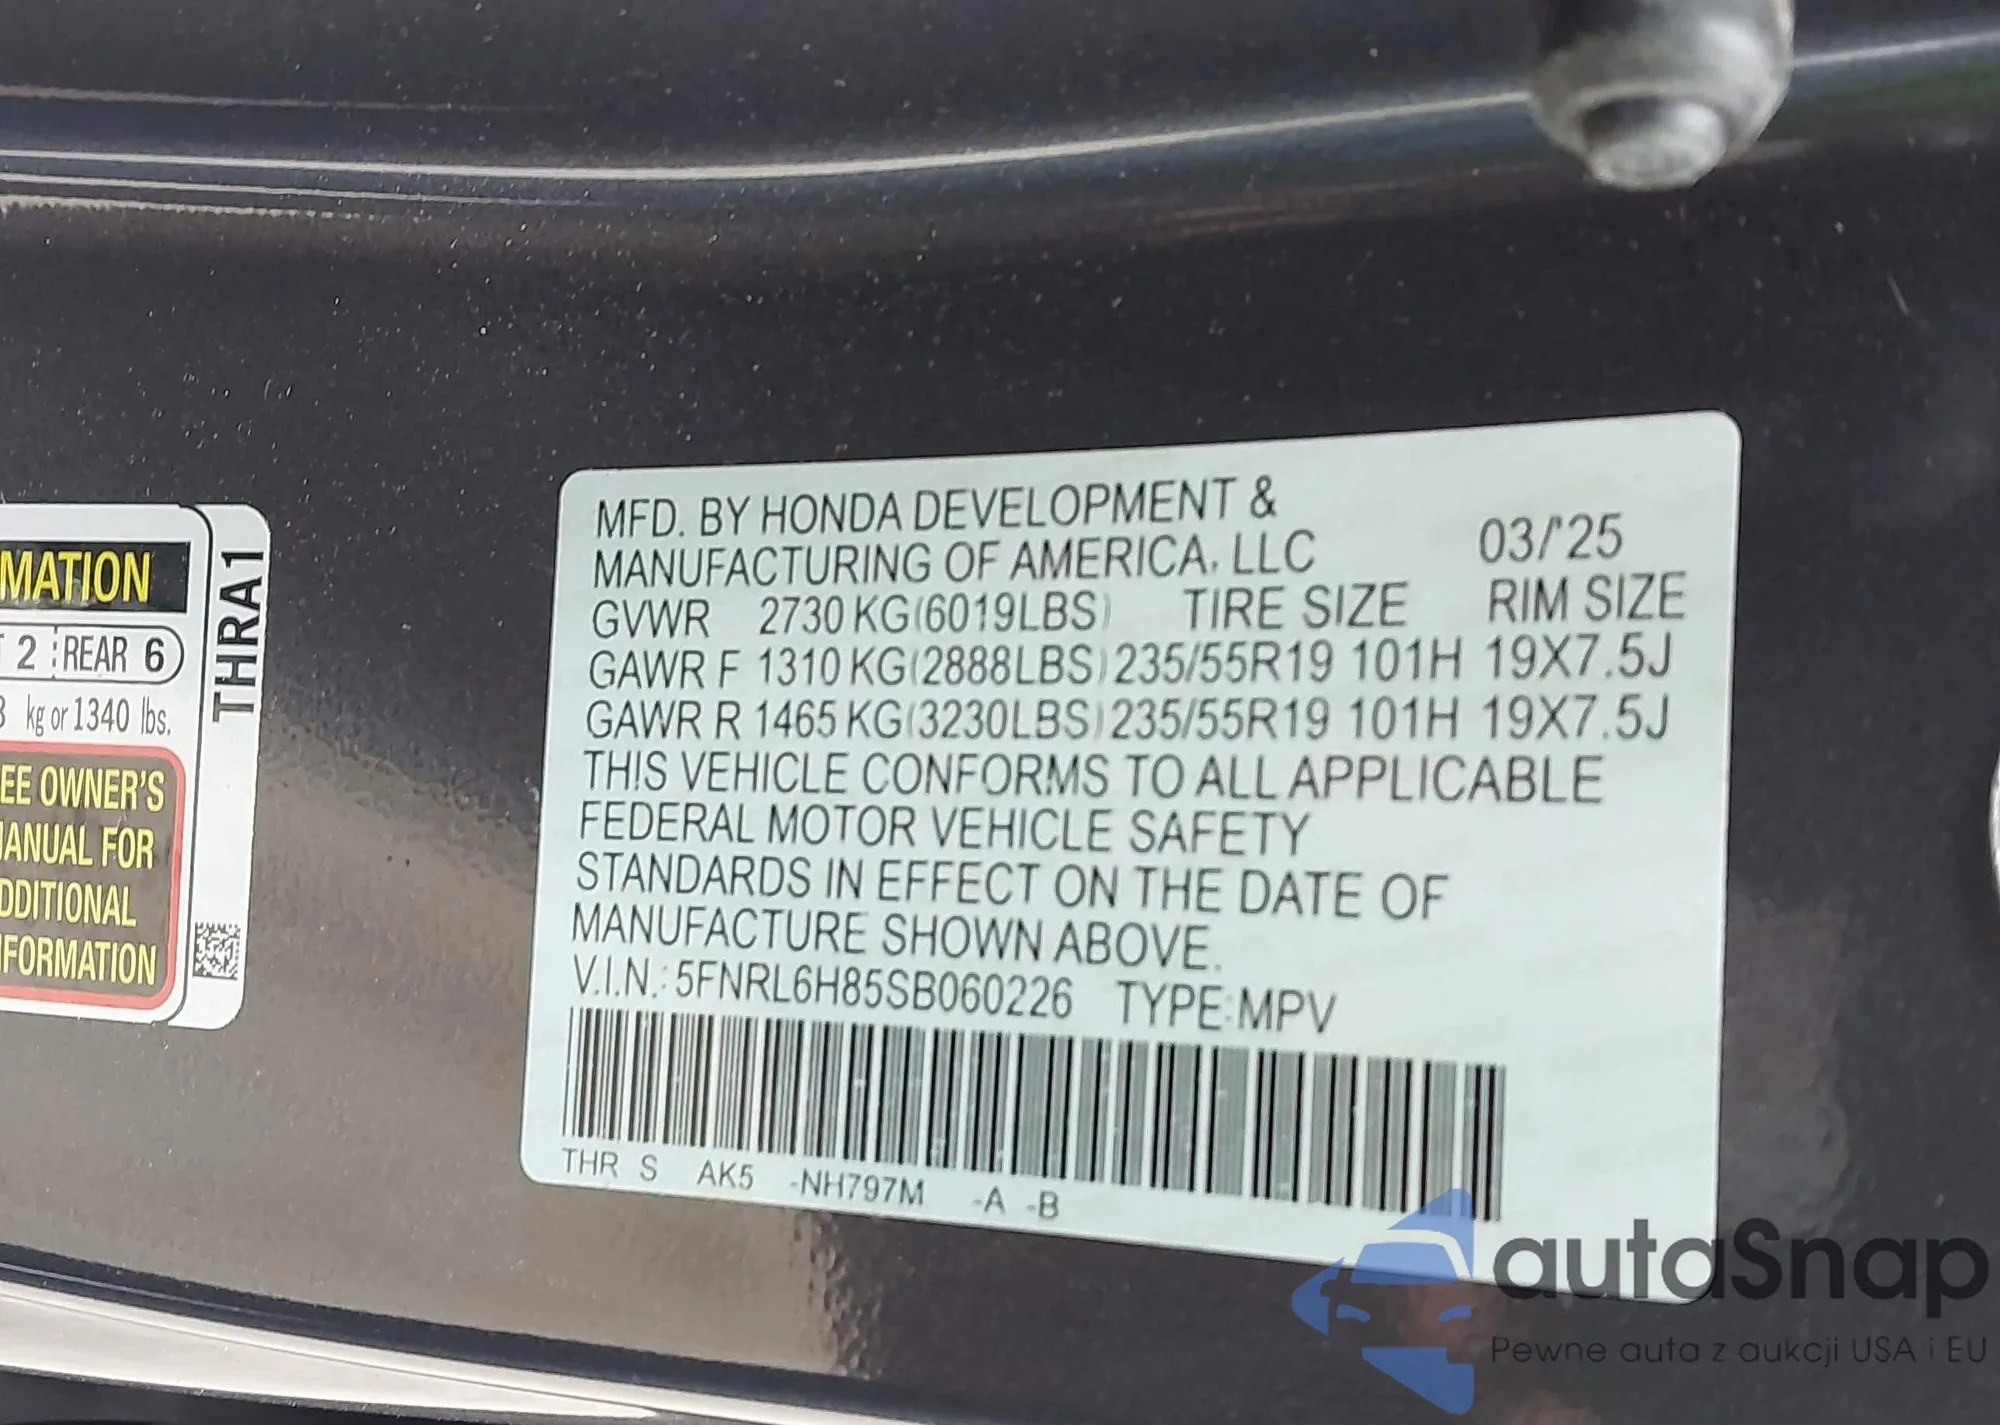 MATION
2 REAR 6
kg or 1340 lbs.
EE OWNER'S
ANUAL FOR
DDITIONAL
FORMATION
THRA1
MFD. BY HONDA DEVELOPMENT &
MANUFACTURING OF AMERICA, LLC 03/'25
GVWR 2730 KG(6019LBS) TIRE SIZE RIM SIZE
GAWR F 1310 KG(2888LBS) 235/55R19 101H 19X7.5J
GAWR R 1465 KG(3230LBS) 235/55R19 101H 19X7.5J
THIS VEHICLE CONFORMS TO ALL APPLICABLE
FEDERAL MOTOR VEHICLE SAFETY
STANDARDS IN EFFECT ON THE DATE OF
MANUFACTURE SHOWN ABOVE.
V.I.N.: 5FNRL6H85SB060226 TYPE:MPV
THR S AK5 -NH797M -A -B
autaSnap
Pewne auta z aukcji USA i EU